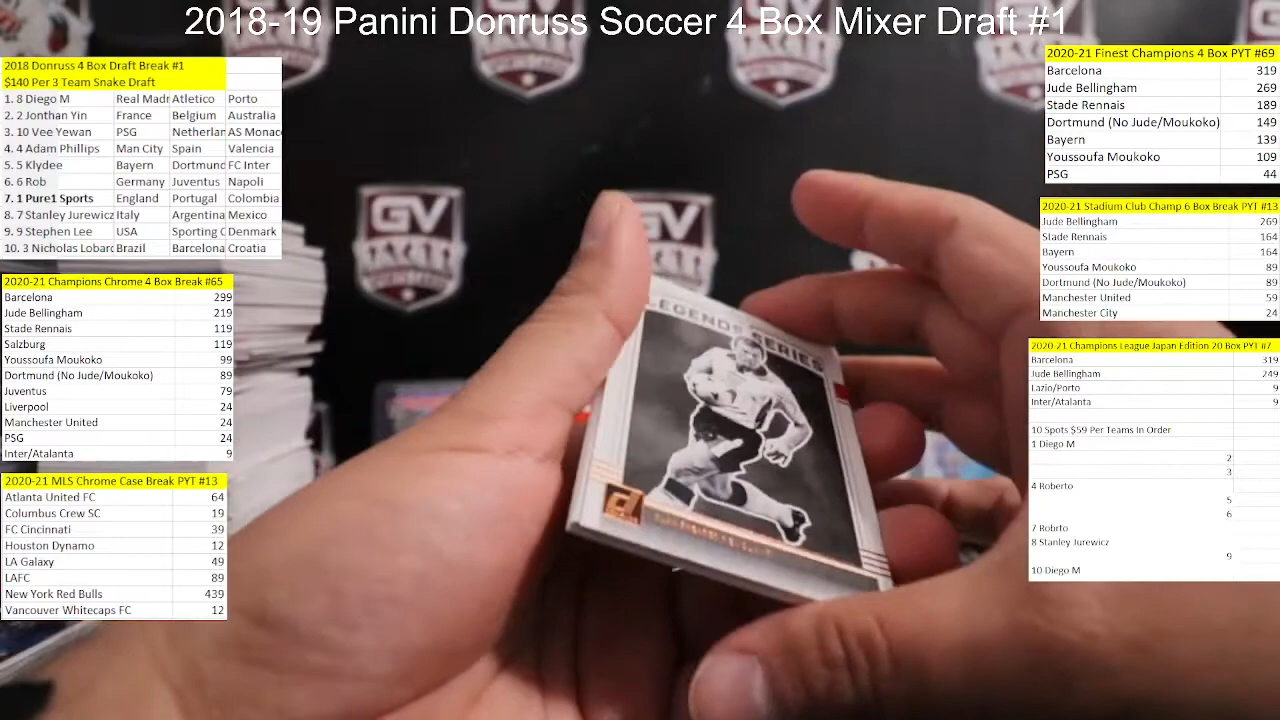 2018-19 Panini Donruss Soccer 4 Box Mixer Draft #1
2018 Donruss 4 Box Draft Break #1
$140 Per 3 Team Snake Draft
1. 8 Diego M Real Madr Atletico Porto
2. 2 Jonthan Yin France Belgium Australia
3. 10 Vee Yewan PSG Netherlan AS Monac
4. 4 Adam Phillips Man City Spain Valencia
5. 5 Klydee Bayern Dortmund FC Inter
6. 6 Rob Germany Juventus Napoli
7. 1 Pure1 Sports England Portugal Colombia
8. 7 Stanley Jurewicz Italy Argentina Mexico
9. 9 Stephen Lee USA Sporting C Denmark
10. 3 Nicholas Lobard Brazil Barcelona Croatia
2020-21 Champions Chrome 4 Box Break #65
Barcelona 299
Jude Bellingham 219
Stade Rennais 119
Salzburg 119
Youssoufa Moukoko 99
Dortmund (No Jude/Moukoko) 89
Juventus 79
Liverpool 24
Manchester United 24
PSG 24
Inter/Atalanta 9
2020-21 MLS Chrome Case Break PYT #13
Atlanta United FC 64
Columbus Crew SC 19
FC Cincinnati 39
Houston Dynamo 12
LA Galaxy 49
LAFC 89
New York Red Bulls 439
Vancouver Whitecaps FC 12
GV
GV
LEGENDS SERIES
2020-21 Finest Champions 4 Box PYT #69
Barcelona 319
Jude Bellingham 269
Stade Rennais 189
Dortmund (No Jude/Moukoko) 149
Bayern 139
Youssoufa Moukoko 109
PSG 44
2020-21 Stadium Club Champ 6 Box Break PYT #13
Jude Bellingham 269
Stade Rennais 164
Bayern 164
Youssoufa Moukoko 89
Dortmund (No Jude/Moukoko) 89
Manchester United 59
Manchester City 24
2020-21 Champions League Japan Edition 20 Box PYT #7
Barcelona 319
Jude Bellingham 249
Lazio/Porto 9
Inter/Atalanta 9
10 Spots $59 Per Teams In Order
1 Diego M
2
3
4 Roberto
5
6
7 Robrto
8 Stanley Jurewicz
9
10 Diego M